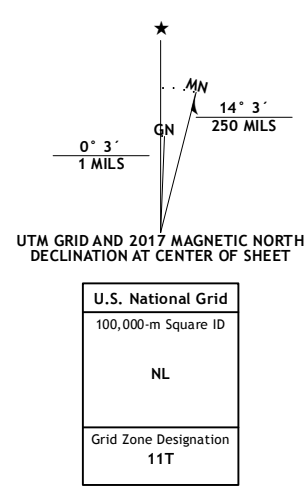 ★
MN
GN
14° 3´
250 MILS
0° 3´
1 MILS
UTM GRID AND 2017 MAGNETIC NORTH
DECLINATION AT CENTER OF SHEET
U.S. National Grid
100,000-m Square ID
NL
Grid Zone Designation
11T